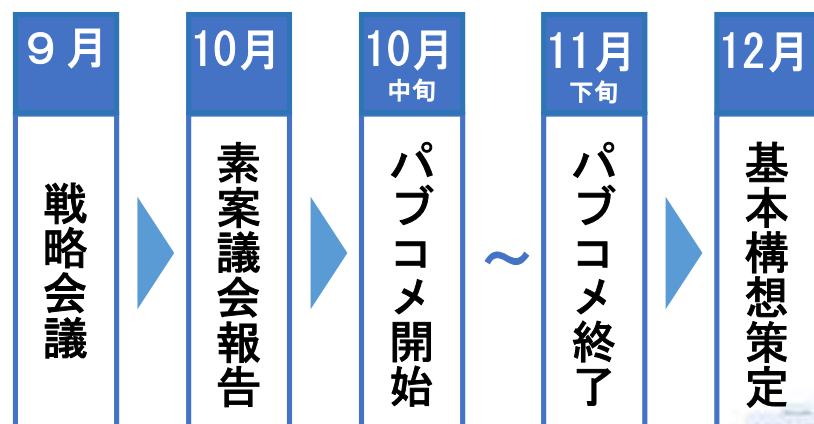 ９月
戦略会議
10月
素案議会報告
10月
中旬
パブコメ開始
～
11月
下旬
パブコメ終了
12月
基本構想策定